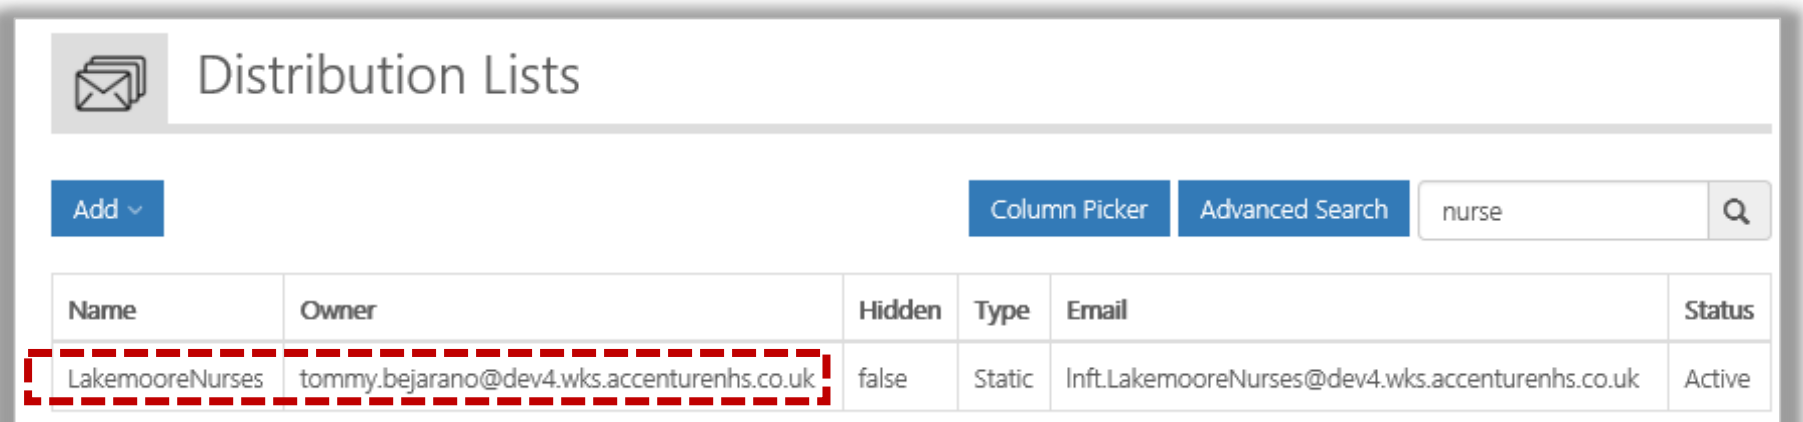 Distribution Lists
Add
Column Picker Advanced Search nurse
Name Owner Hidden Type Email Status
LakemooreNurses tommy.bejarano@dev4.wks.accenturenhs.co.uk false Static lnft.LakemooreNurses@dev4.wks.accenturenhs.co.uk Active